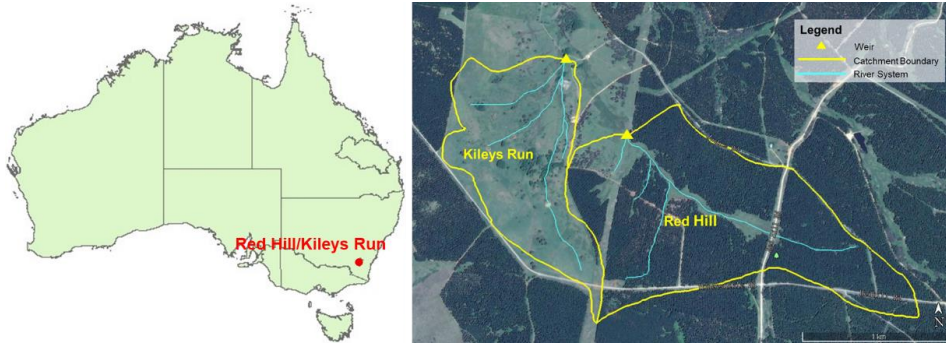 Red Hill/Kileys Run
Legend
Weir
Catchment Boundary
River System
Kileys Run
Red Hill
N
1 km